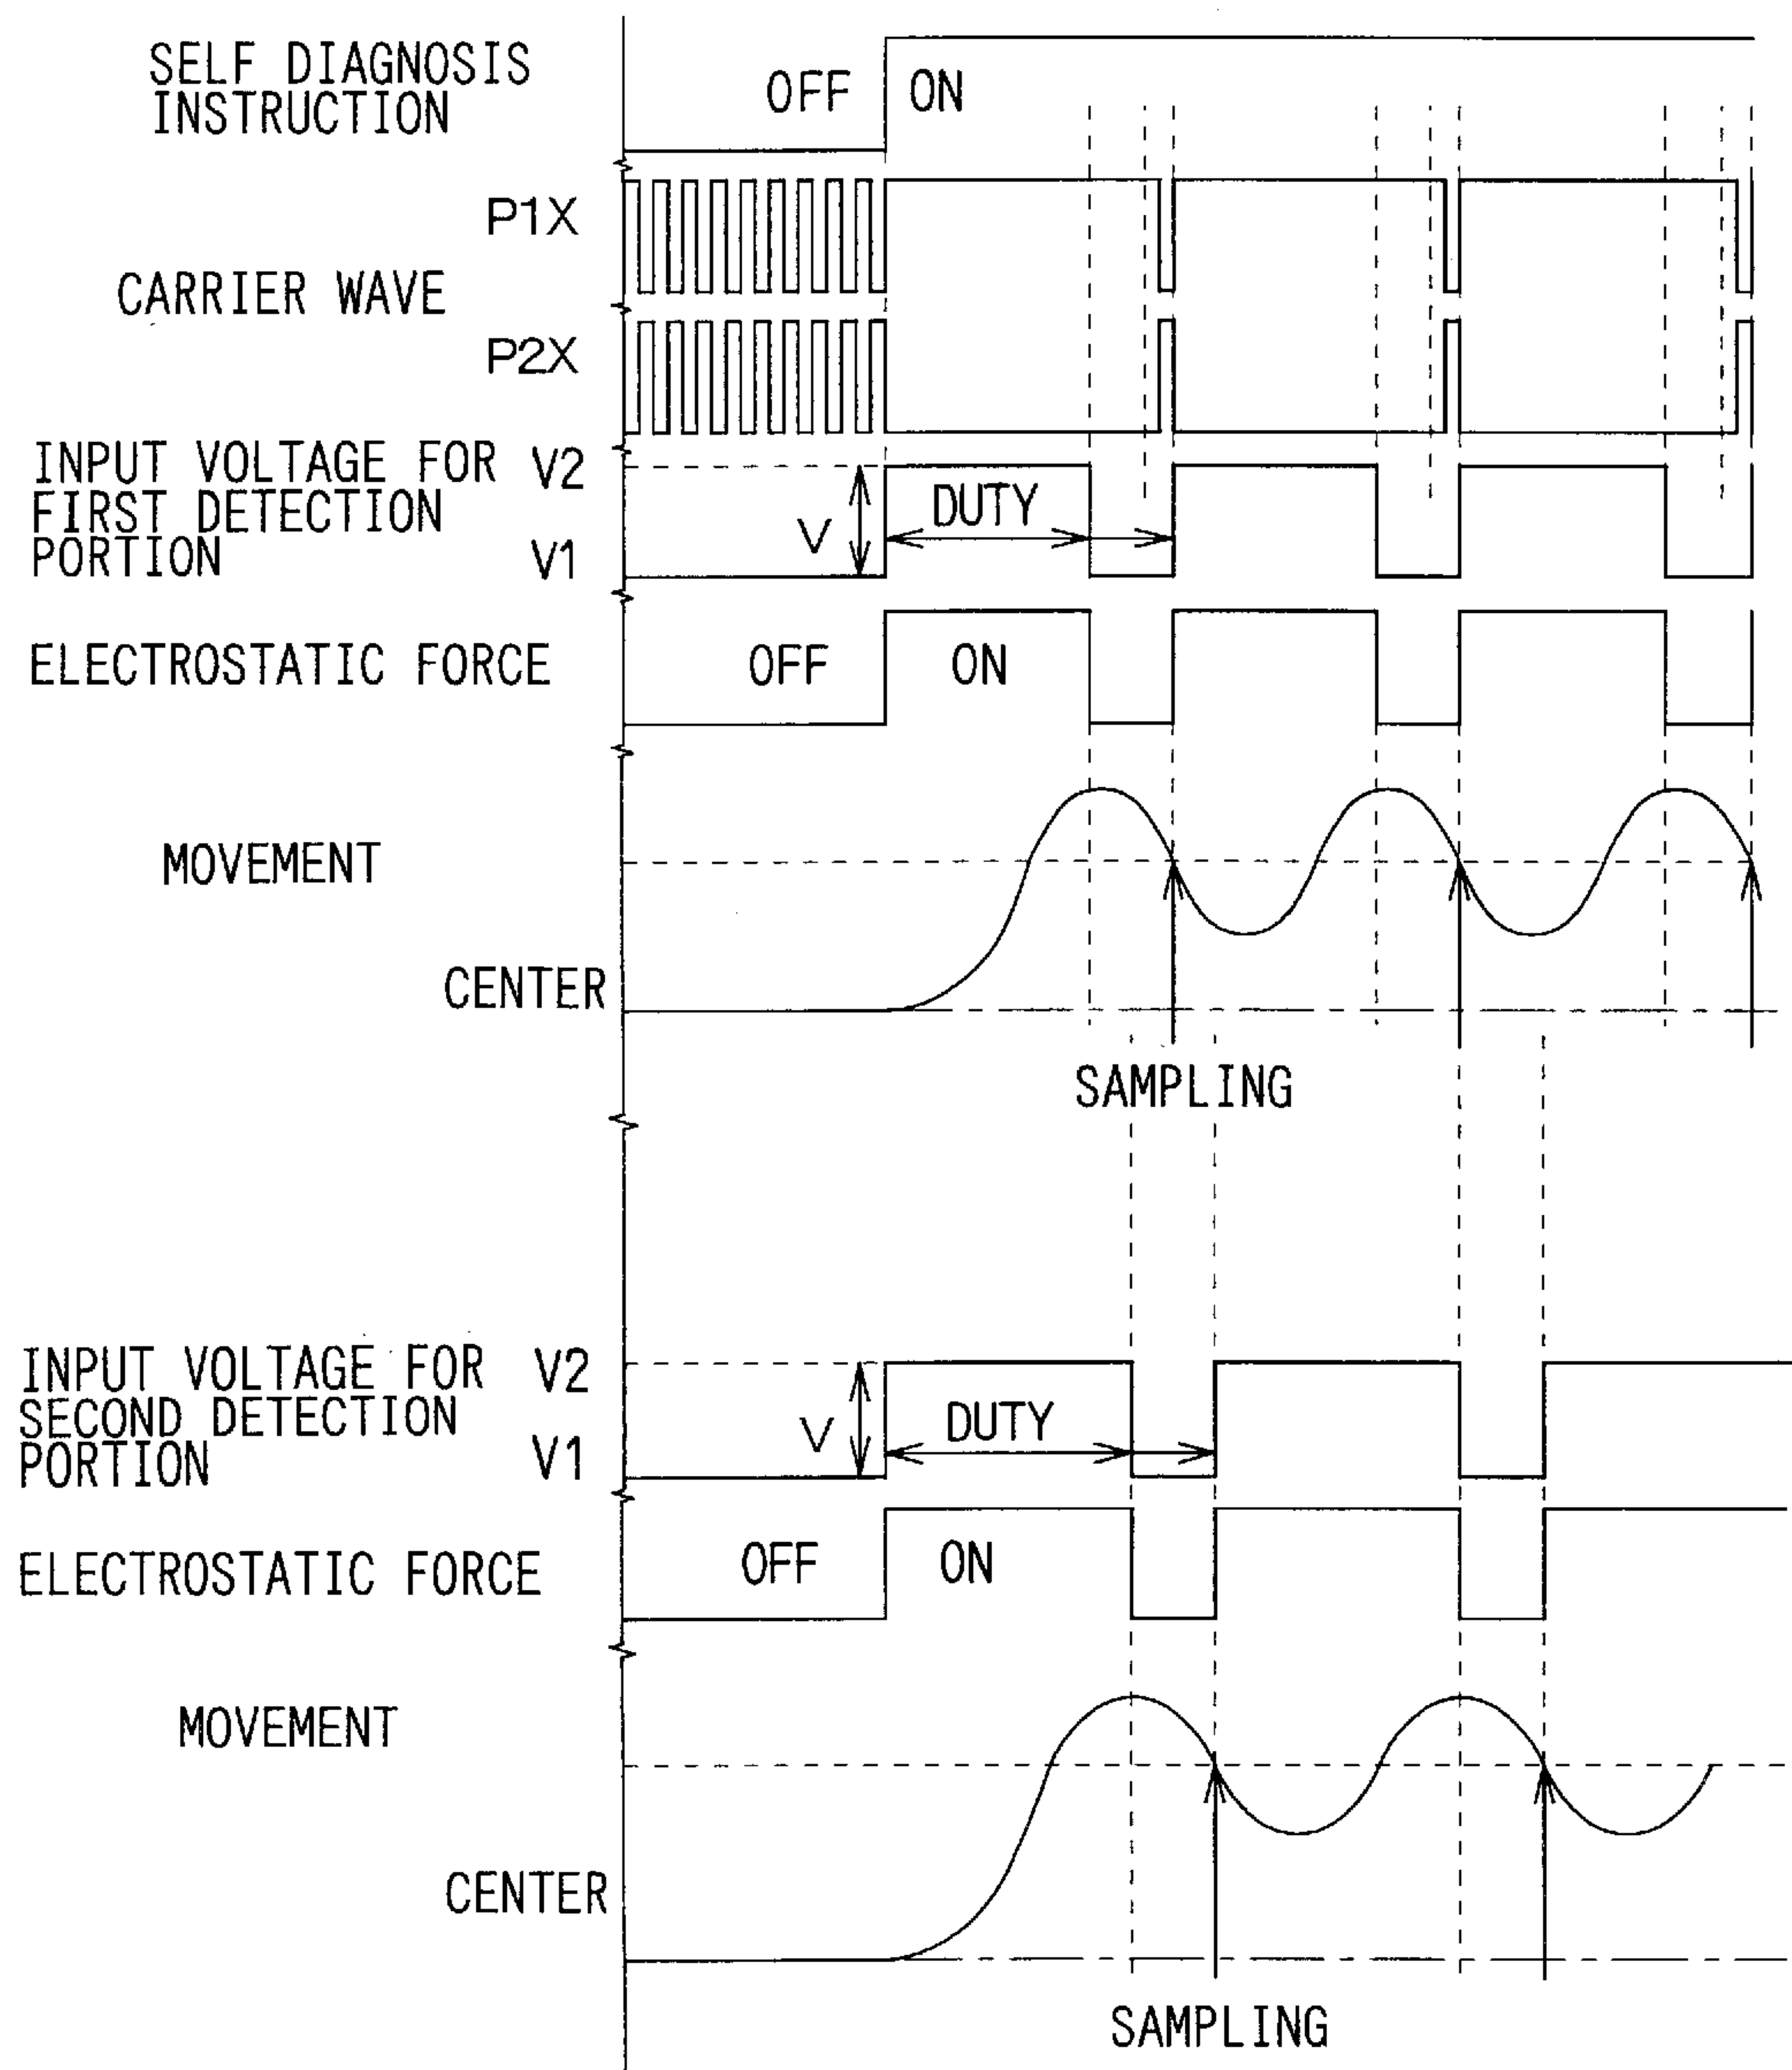 SELF DIAGNOSIS
INSTRUCTION
OFF
ON
P1X
CARRIER WAVE
P2X
INPUT VOLTAGE FOR
FIRST DETECTION
PORTION
V2
V1
V
DUTY
ELECTROSTATIC FORCE
OFF
ON
MOVEMENT
CENTER
SAMPLING
INPUT VOLTAGE FOR
SECOND DETECTION
PORTION
V2
V1
V
DUTY
ELECTROSTATIC FORCE
OFF
ON
MOVEMENT
CENTER
SAMPLING